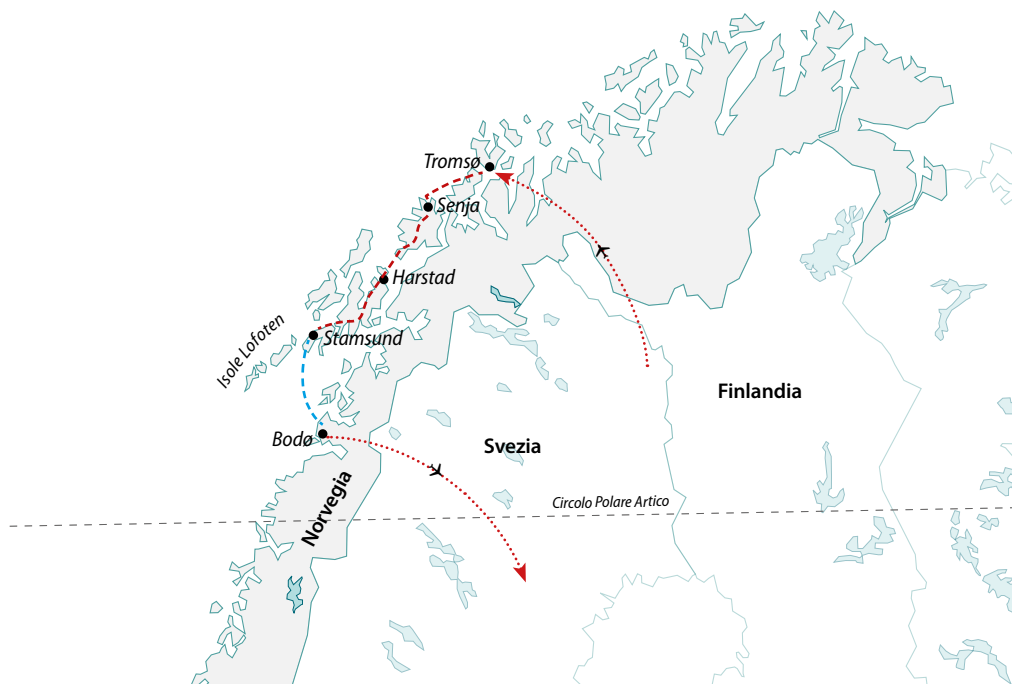 Tromsø
Senja
Harstad
Isole Lofoten
Stamsund
Finlandia
Bodø
Svezia
Norvegia
Circolo Polare Artico